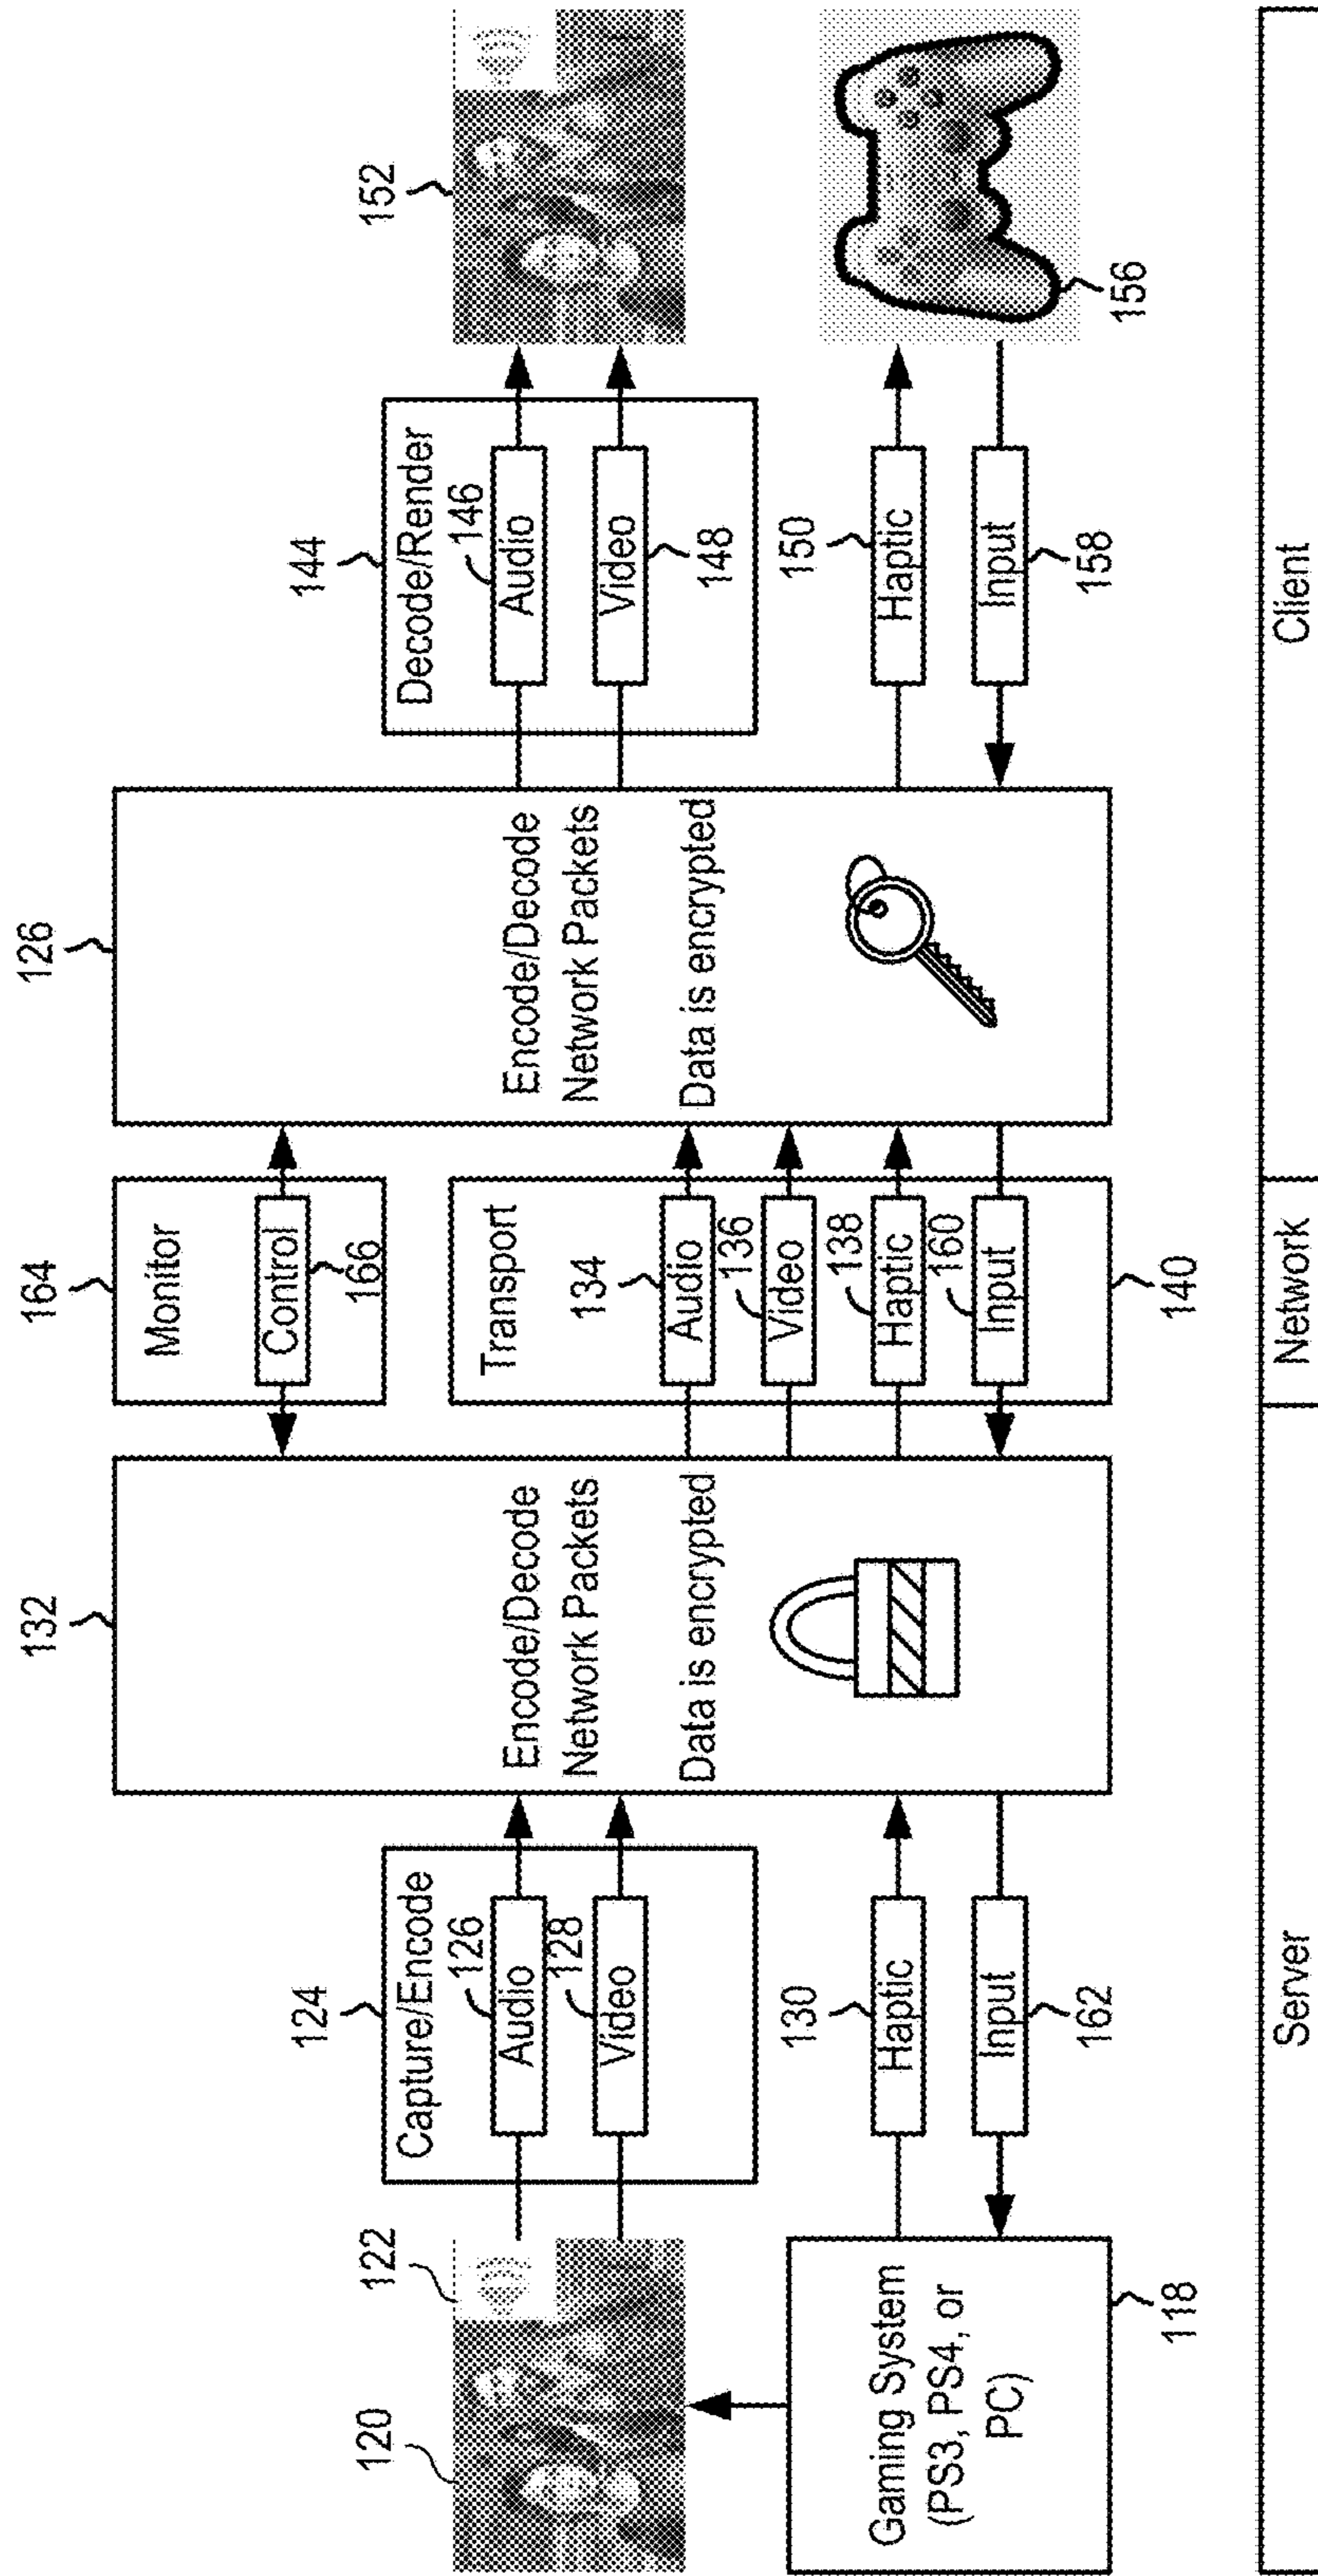 120
122
Gaming System
(PS3, PS4, or
PC)
118
124
Capture/Encode
126
Audio
128
Video
130
Haptic
Input
162
132
Encode/Decode
Network Packets
Data is encrypted
164
Monitor
Control
166
Transport
134
Audio
136
Video
138
Haptic
160
Input
140
126
Encode/Decode
Network Packets
Data is encrypted
144
Decode/Render
146
Audio
Video
148
150
Haptic
Input
158
152
156
Server
Network
Client